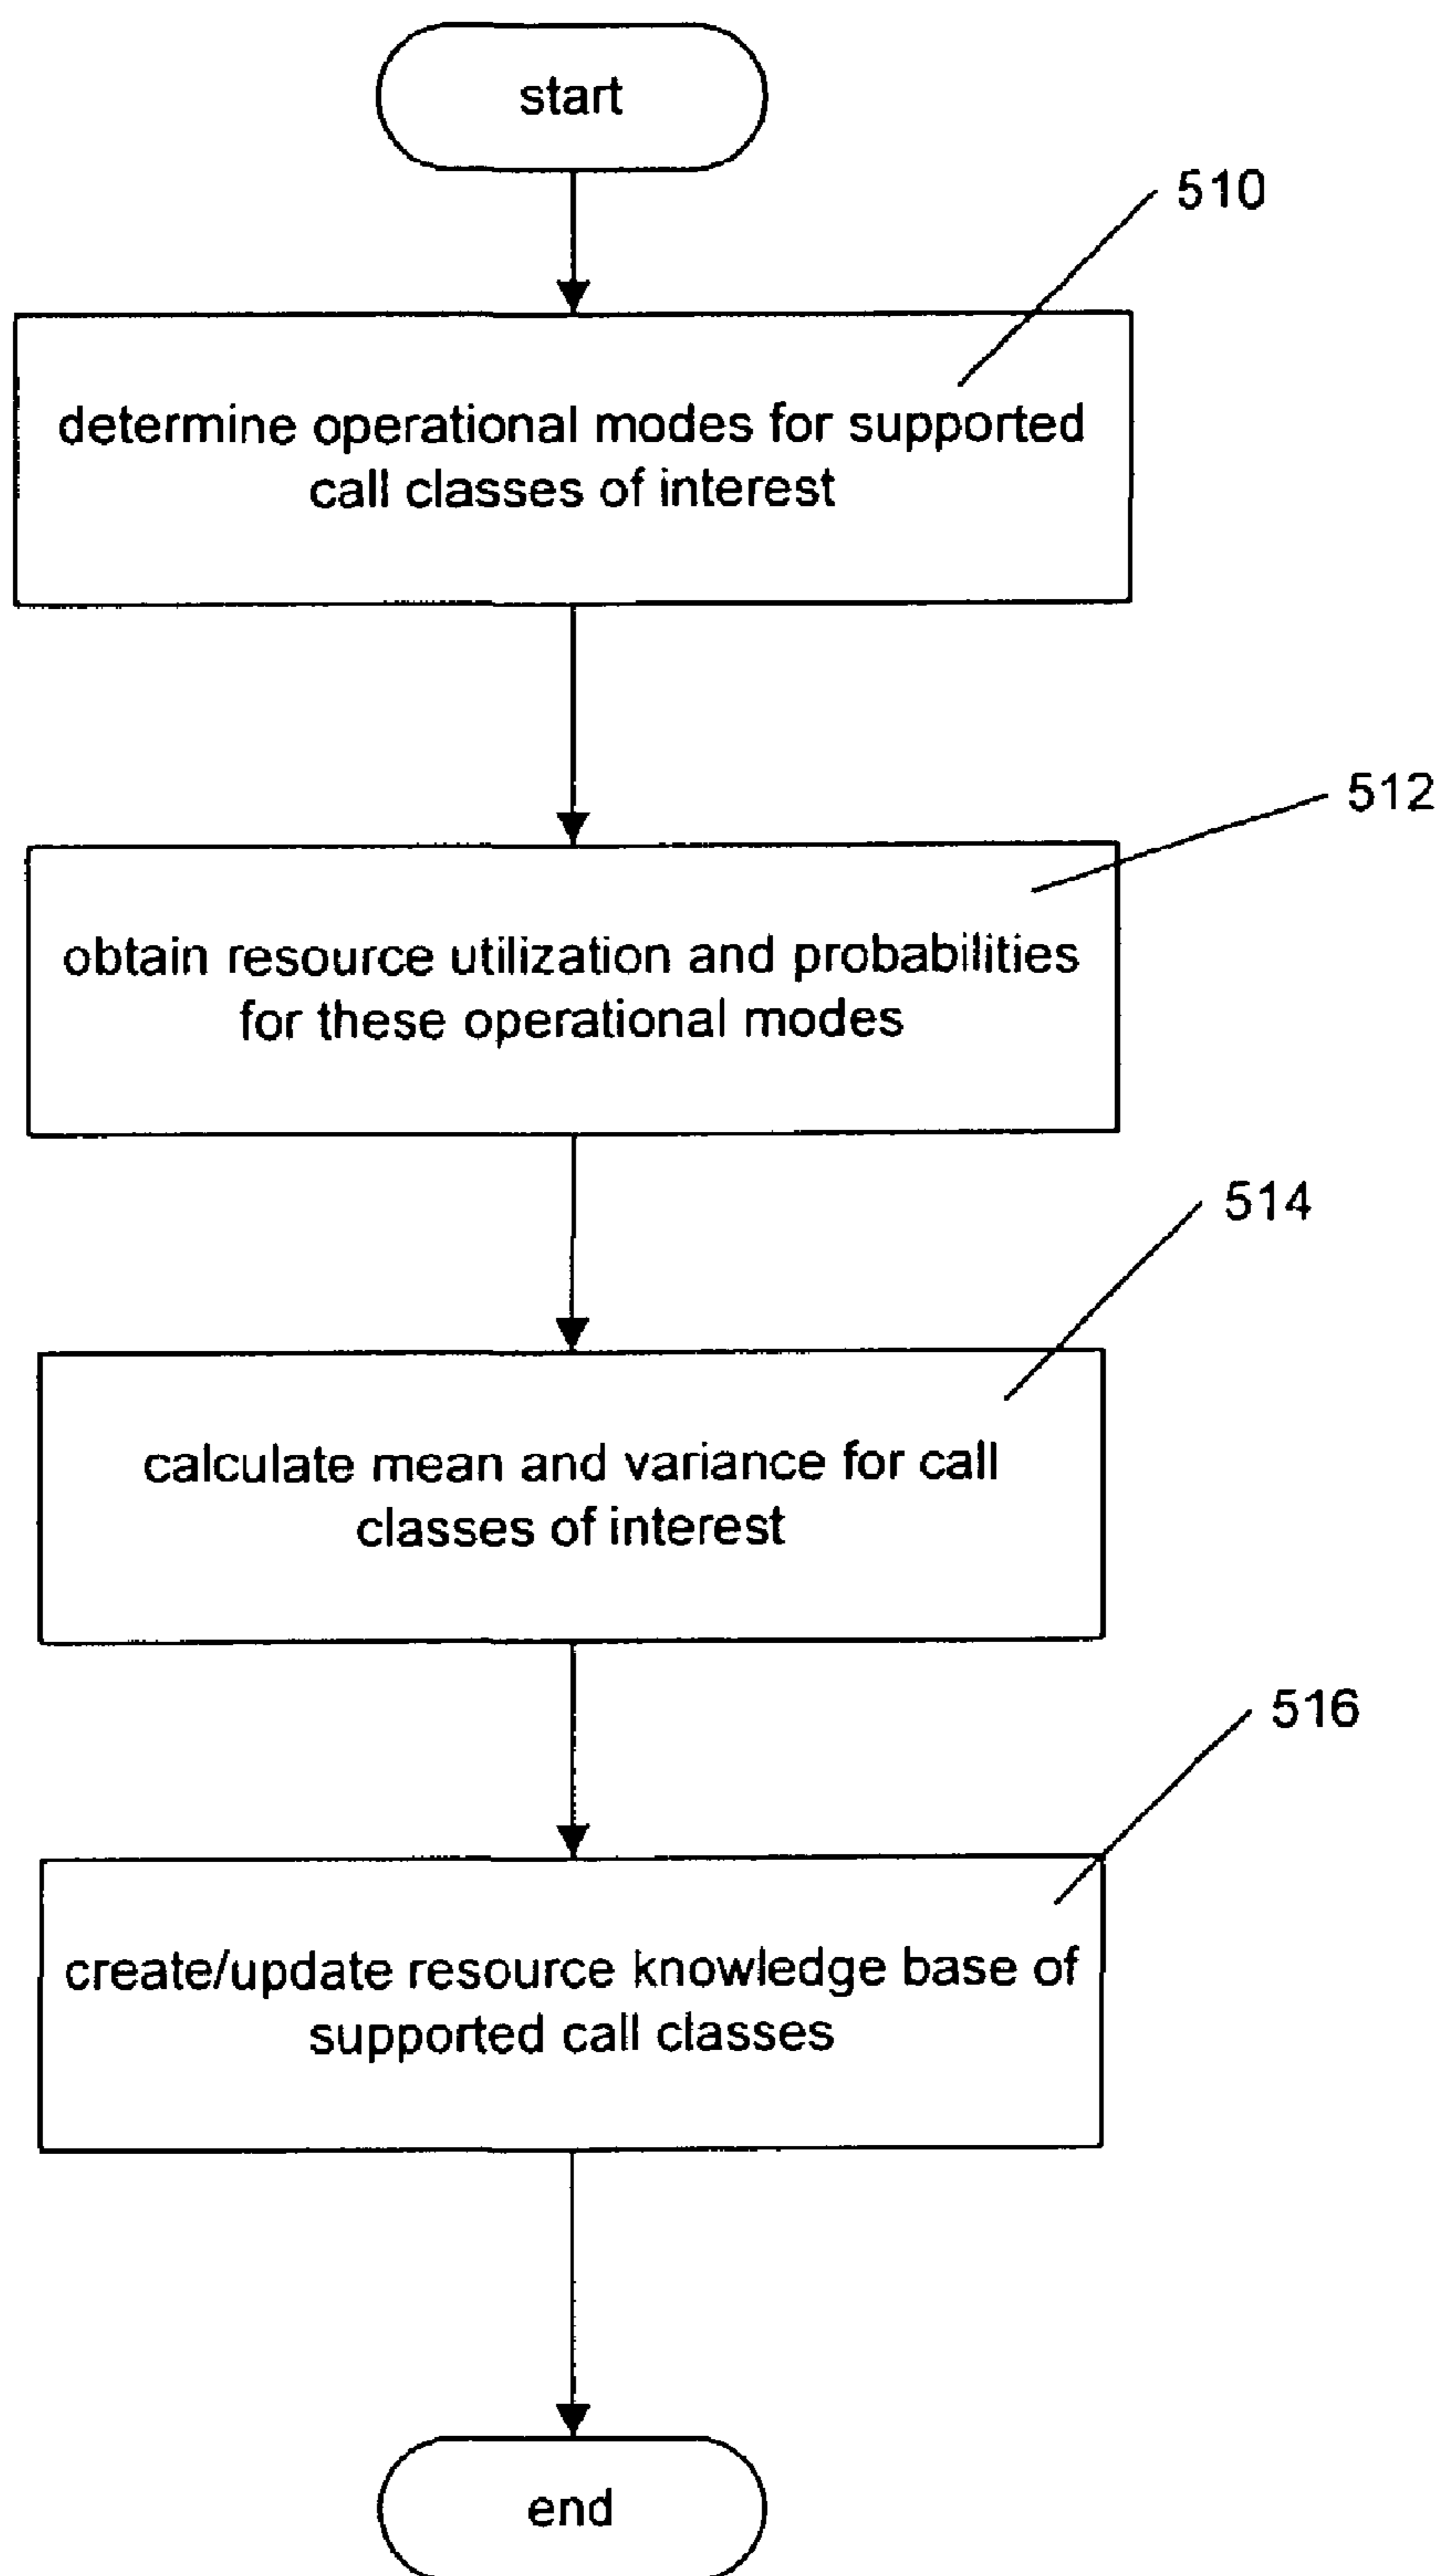 start
510
determine operational modes for supported
call classes of interest
512
obtain resource utilization and probabilities
for these operational modes
514
calculate mean and variance for call
classes of interest
516
create/update resource knowledge base of
supported call classes
end